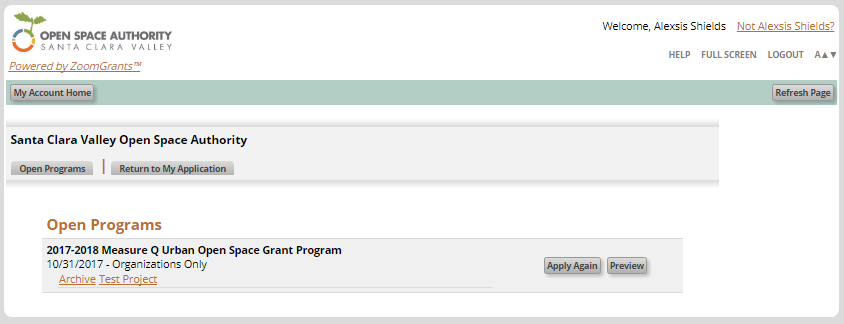 OPEN SPACE AUTHORITY
SANTA CLARA VALLEY
Powered by ZoomGrants™
Welcome, Alexsis Shields Not Alexsis Shields?
HELP FULL SCREEN LOGOUT A▲▼
My Account Home Refresh Page
Santa Clara Valley Open Space Authority
Open Programs | Return to My Application
Open Programs
2017-2018 Measure Q Urban Open Space Grant Program
10/31/2017 - Organizations Only
Apply Again Preview
Archive Test Project